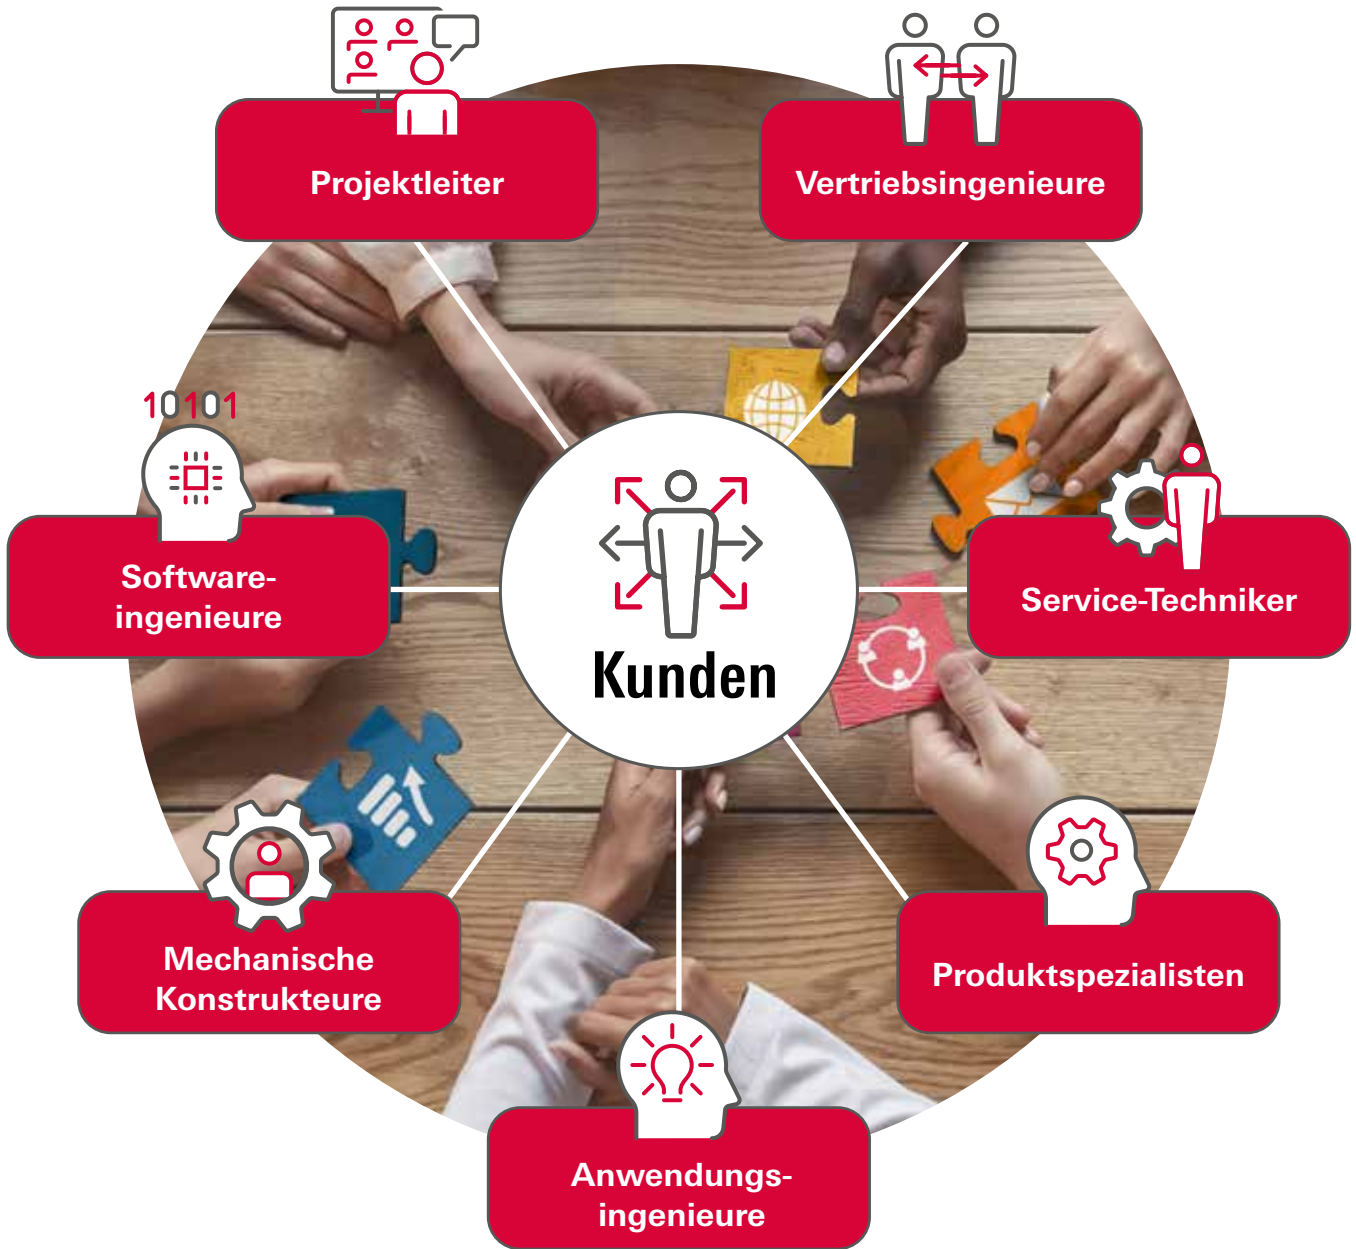 Projektleiter
Vertriebsingenieure
10101
Software-
ingenieure
Service-Techniker
Kunden
Mechanische
Konstrukteure
Produktspezialisten
Anwendungs-
ingenieure